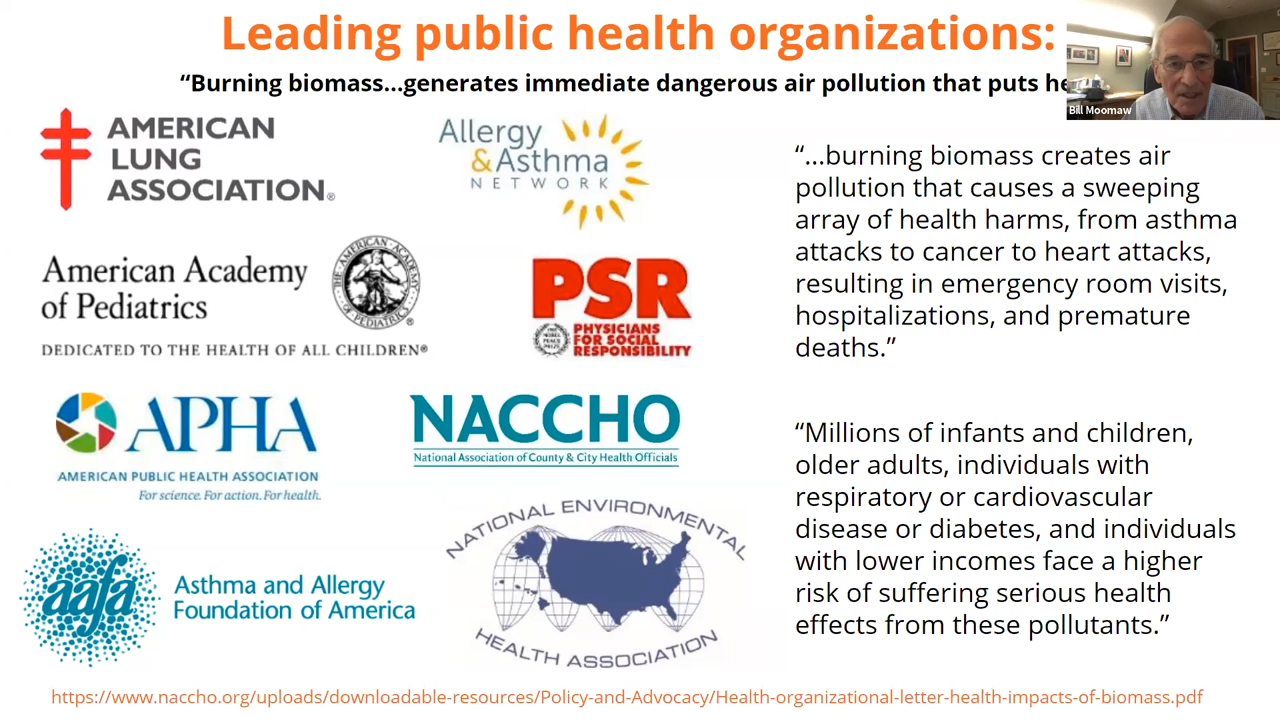 Leading public health organizations:
“Burning biomass...generates immediate dangerous air pollution that puts
Bill Moomaw
AMERICAN
LUNG
ASSOCIATION®
Allergy
&Asthma
NETWORK
American Academy
of Pediatrics
THE AMERICAN ACADEMY
OF PEDIATRICS
DEDICATED TO THE HEALTH OF ALL CHILDREN®
PSR
PHYSICIANS
FOR SOCIAL
RESPONSIBILITY
APHA
AMERICAN PUBLIC HEALTH ASSOCIATION
For science. For action. For health.
NACCHO
National Association of County & City Health Officials
aafa
Asthma and Allergy
Foundation of America
NATIONAL ENVIRONMENTAL
HEALTH ASSOCIATION
“...burning biomass creates air
pollution that causes a sweeping
array of health harms, from asthma
attacks to cancer to heart attacks,
resulting in emergency room visits,
hospitalizations, and premature
deaths.”
“Millions of infants and children,
older adults, individuals with
respiratory or cardiovascular
disease or diabetes, and individuals
with lower incomes face a higher
risk of suffering serious health
effects from these pollutants.”
https://www.naccho.org/uploads/downloadable-resources/Policy-and-Advocacy/Health-organizational-letter-health-impacts-of-biomass.pdf